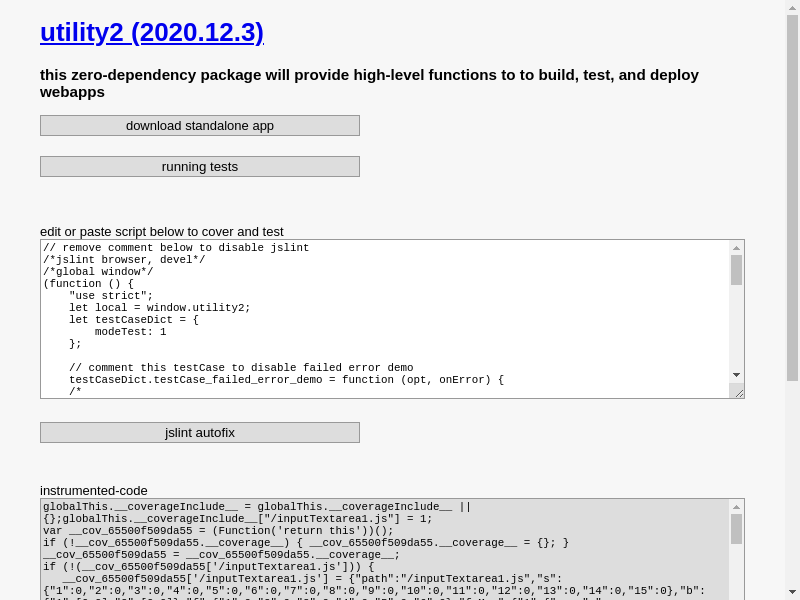 utility2 (2020.12.3)
this zero-dependency package will provide high-level functions to to build, test, and deploy
webapps
download standalone app
running tests
edit or paste script below to cover and test
// remove comment below to disable jslint
/*jslint browser, devel*/
/*global window*/
(function () {
    "use strict";
    let local = window.utility2;
    let testCaseDict = {
        modeTest: 1
    };
    // comment this testCase to disable failed error demo
    testCaseDict.testCase_failed_error_demo = function (opt, onError) {
    /*
jslint autofix
instrumented-code
globalThis.__coverageInclude__ = globalThis.__coverageInclude__ ||
{};globalThis.__coverageInclude__["/inputTextarea1.js"] = 1;
var __cov_65500f509da55 = (Function('return this'))();
if (!__cov_65500f509da55.__coverage__) { __cov_65500f509da55.__coverage__ = {}; }
__cov_65500f509da55 = __cov_65500f509da55.__coverage__;
if (!(__cov_65500f509da55['/inputTextarea1.js'])) {
   __cov_65500f509da55['/inputTextarea1.js'] = {"path":"/inputTextarea1.js","s":
{"1":0,"2":0,"3":0,"4":0,"5":0,"6":0,"7":0,"8":0,"9":0,"10":0,"11":0,"12":0,"13":0,"14":0,"15":0},"b":